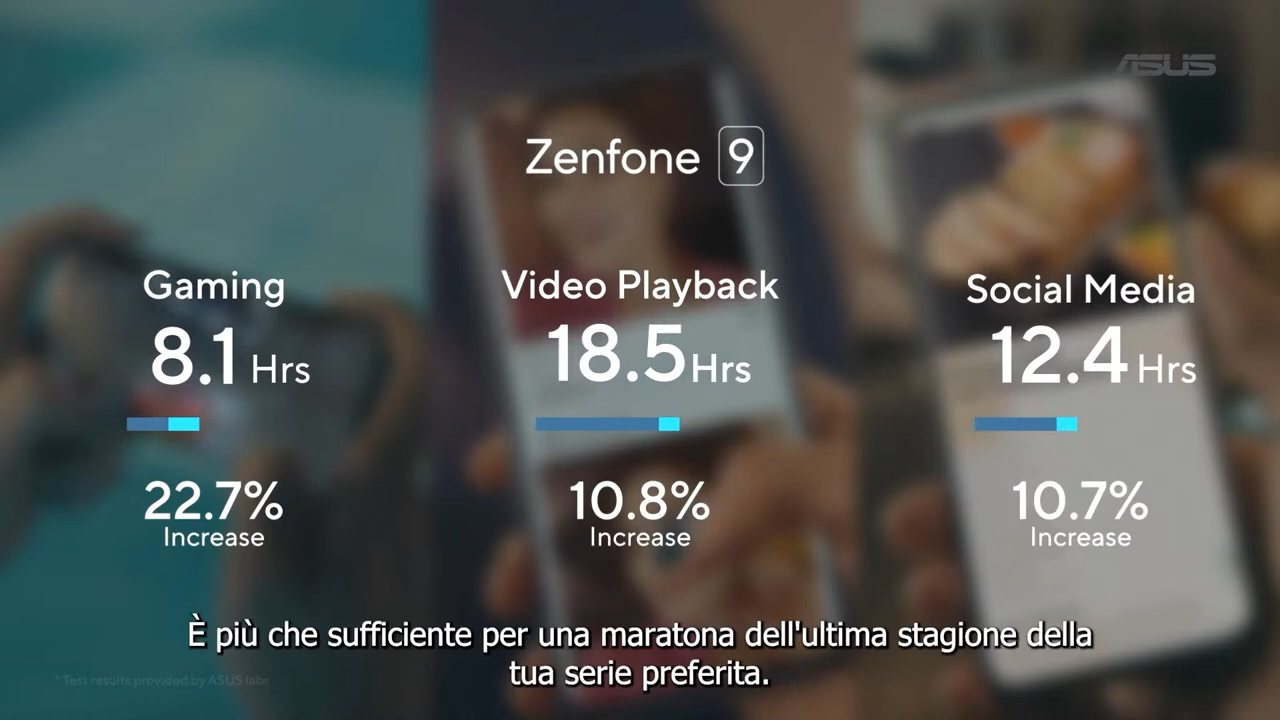 ASUS
Zenfone 9
Gaming
8.1 Hrs
22.7%
Increase
Video Playback
18.5 Hrs
10.8%
Increase
Social Media
12.4 Hrs
10.7%
Increase
È più che sufficiente per una maratona dell'ultima stagione della
tua serie preferita.
* Test results provided by ASUS labs